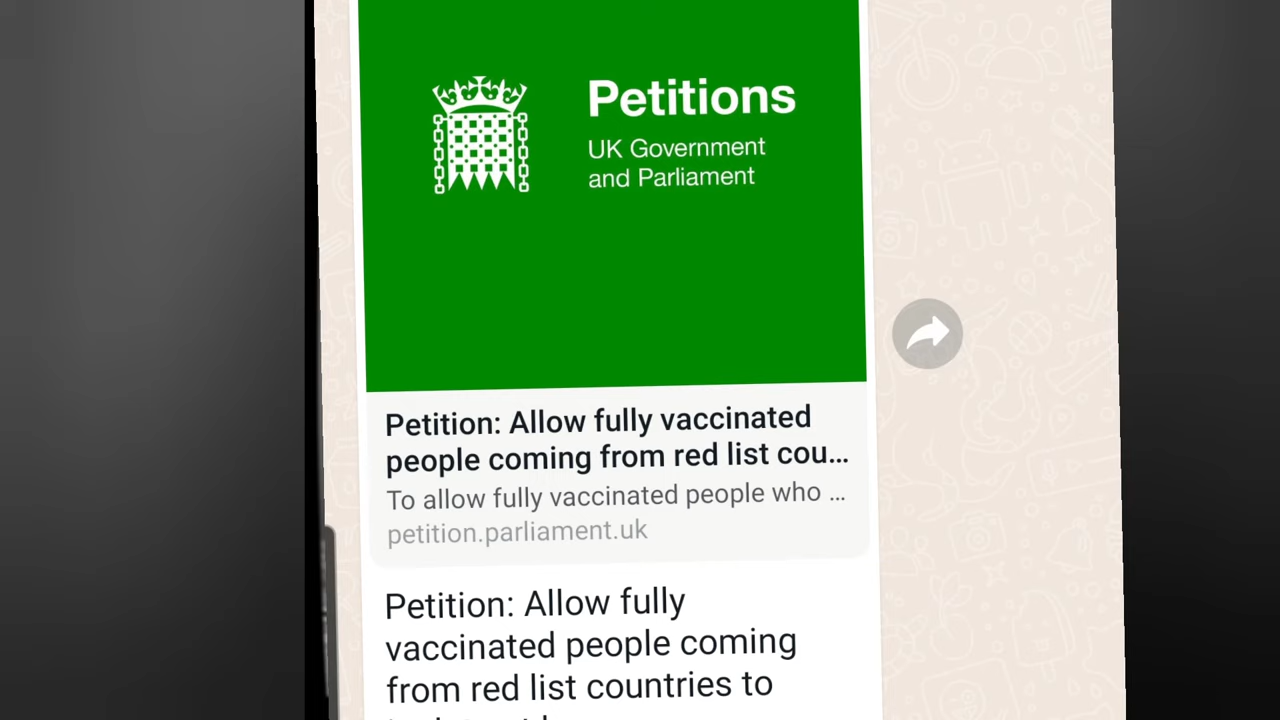 Petitions
UK Government
and Parliament
Petition: Allow fully vaccinated
people coming from red list cou...
To allow fully vaccinated people who ...
petition.parliament.uk
Petition: Allow fully
vaccinated people coming
from red list countries to